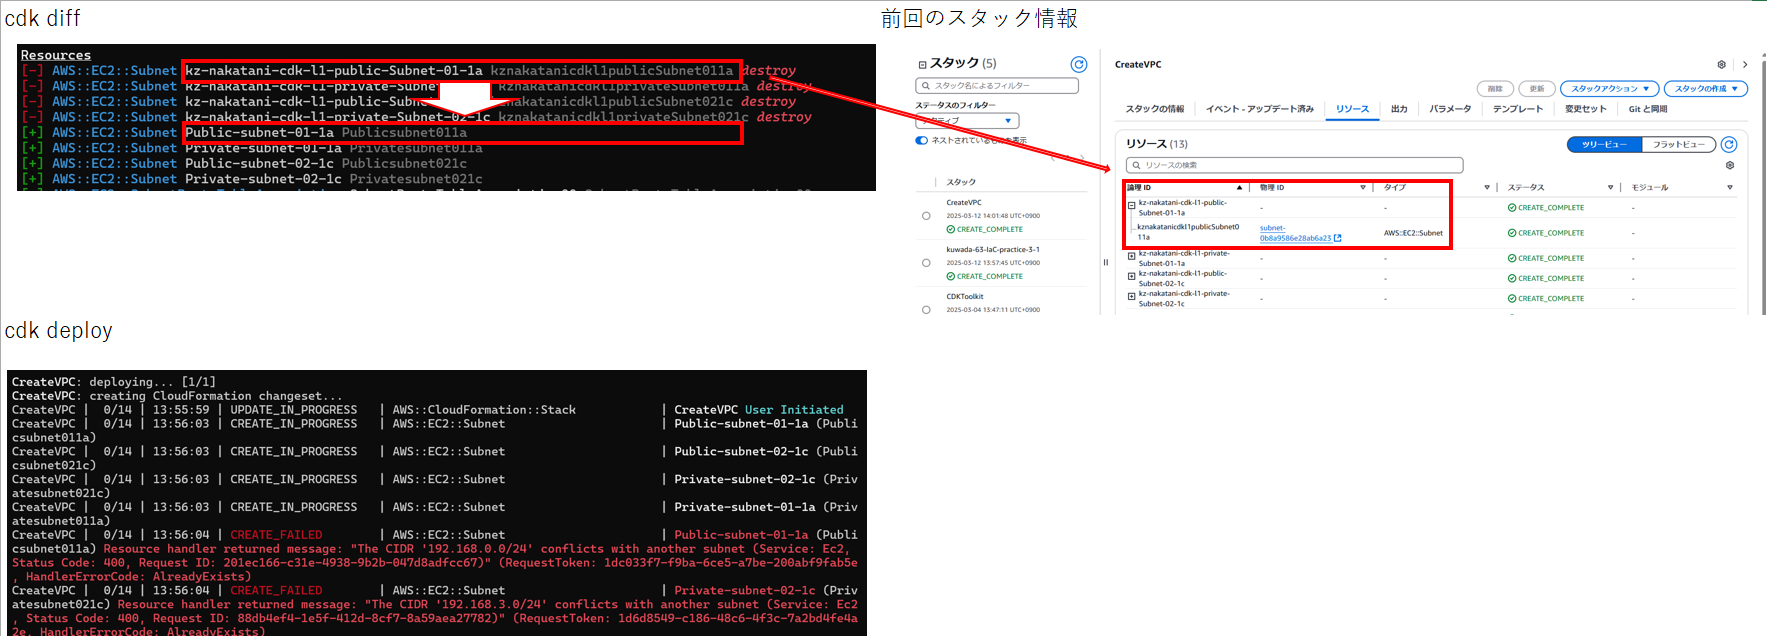 cdk diff
Resources
[-] AWS::EC2::Subnet kz-nakatani-cdk-l1-public-Subnet-01-1a kznakatanicdkl1publicSubnet011a destroy
[-] AWS::EC2::Subnet kz-nakatani-cdk-l1-private-Subne kznakatanicdkl1privateSubnet011a destroy
[-] AWS::EC2::Subnet kz-nakatani-cdk-l1-public-Sub kznakatanicdkl1publicSubnet021c destroy
[-] AWS::EC2::Subnet kz-nakatani-cdk-l1-private-Subnet-02-1c kznakatanicdkl1privateSubnet021c destroy
[+] AWS::EC2::Subnet Public-subnet-01-1a Publicsubnet011a
[+] AWS::EC2::Subnet Private-subnet-01-1a Privatesubnet011a
[+] AWS::EC2::Subnet Public-subnet-02-1c Publicsubnet021c
[+] AWS::EC2::Subnet Private-subnet-02-1c Privatesubnet021c
前回のスタック情報
スタック (5)
スタック名によるフィルター
ステータスのフィルター
ネストされている
表示
スタック
CreateVPC
2025-03-12 14:01:48 UTC+0900
CREATE_COMPLETE
kuwada-63-IaC-practice-3-1
2025-03-12 13:57:45 UTC+0900
CREATE_COMPLETE
CDKToolkit
2025-03-04 13:47:11 UTC+0900
CreateVPC
削除 更新 スタックアクション スタックの作成
スタックの情報 イベント - アップデート済み リソース 出力 パラメータ テンプレート 変更セット Git と同期
リソース (13)
ツリービュー フラットビュー
リソースの検索
論理 ID 物理 ID タイプ ステータス モジュール
kz-nakatani-cdk-l1-public-
Subnet-01-1a - - CREATE_COMPLETE -
kznakatanicdkl1publicSubnet0
11a
subnet-
0b8a9586e28ab6a23
AWS::EC2::Subnet CREATE_COMPLETE -
kz-nakatani-cdk-l1-private-
Subnet-01-1a - - CREATE_COMPLETE -
kz-nakatani-cdk-l1-public-
Subnet-02-1c - - CREATE_COMPLETE -
kz-nakatani-cdk-l1-private-
Subnet-02-1c - - CREATE_COMPLETE -
cdk deploy
CreateVPC: deploying... [1/1]
CreateVPC: creating CloudFormation changeset...
CreateVPC | 0/14 | 13:55:59 | UPDATE_IN_PROGRESS | AWS::CloudFormation::Stack | CreateVPC User Initiated
CreateVPC | 0/14 | 13:56:03 | CREATE_IN_PROGRESS | AWS::EC2::Subnet | Public-subnet-01-1a (Publi
csubnet011a)
CreateVPC | 0/14 | 13:56:03 | CREATE_IN_PROGRESS | AWS::EC2::Subnet | Public-subnet-02-1c (Publi
csubnet021c)
CreateVPC | 0/14 | 13:56:03 | CREATE_IN_PROGRESS | AWS::EC2::Subnet | Private-subnet-02-1c (Priv
atesubnet021c)
CreateVPC | 0/14 | 13:56:03 | CREATE_IN_PROGRESS | AWS::EC2::Subnet | Private-subnet-01-1a (Priv
atesubnet011a)
CreateVPC | 0/14 | 13:56:04 | CREATE_FAILED | AWS::EC2::Subnet | Public-subnet-01-1a (Publi
csubnet011a) Resource handler returned message: "The CIDR '192.168.0.0/24' conflicts with another subnet (Service: Ec2,
Status Code: 400, Request ID: 201ec166-c31e-4938-9b2b-047d8adfcc67)" (RequestToken: 1dc033f7-f9ba-6ce5-a7be-200abf9fab5e
, HandlerErrorCode: AlreadyExists)
CreateVPC | 0/14 | 13:56:04 | CREATE_FAILED | AWS::EC2::Subnet | Private-subnet-02-1c (Priv
atesubnet021c) Resource handler returned message: "The CIDR '192.168.3.0/24' conflicts with another subnet (Service: Ec2
, Status Code: 400, Request ID: 88db4ef4-1e5f-412d-8cf7-8a59aea27782)" (RequestToken: 1d6d8549-c186-48c6-4f3c-7a2bd4fe4a
2e, HandlerErrorCode: AlreadyExists)